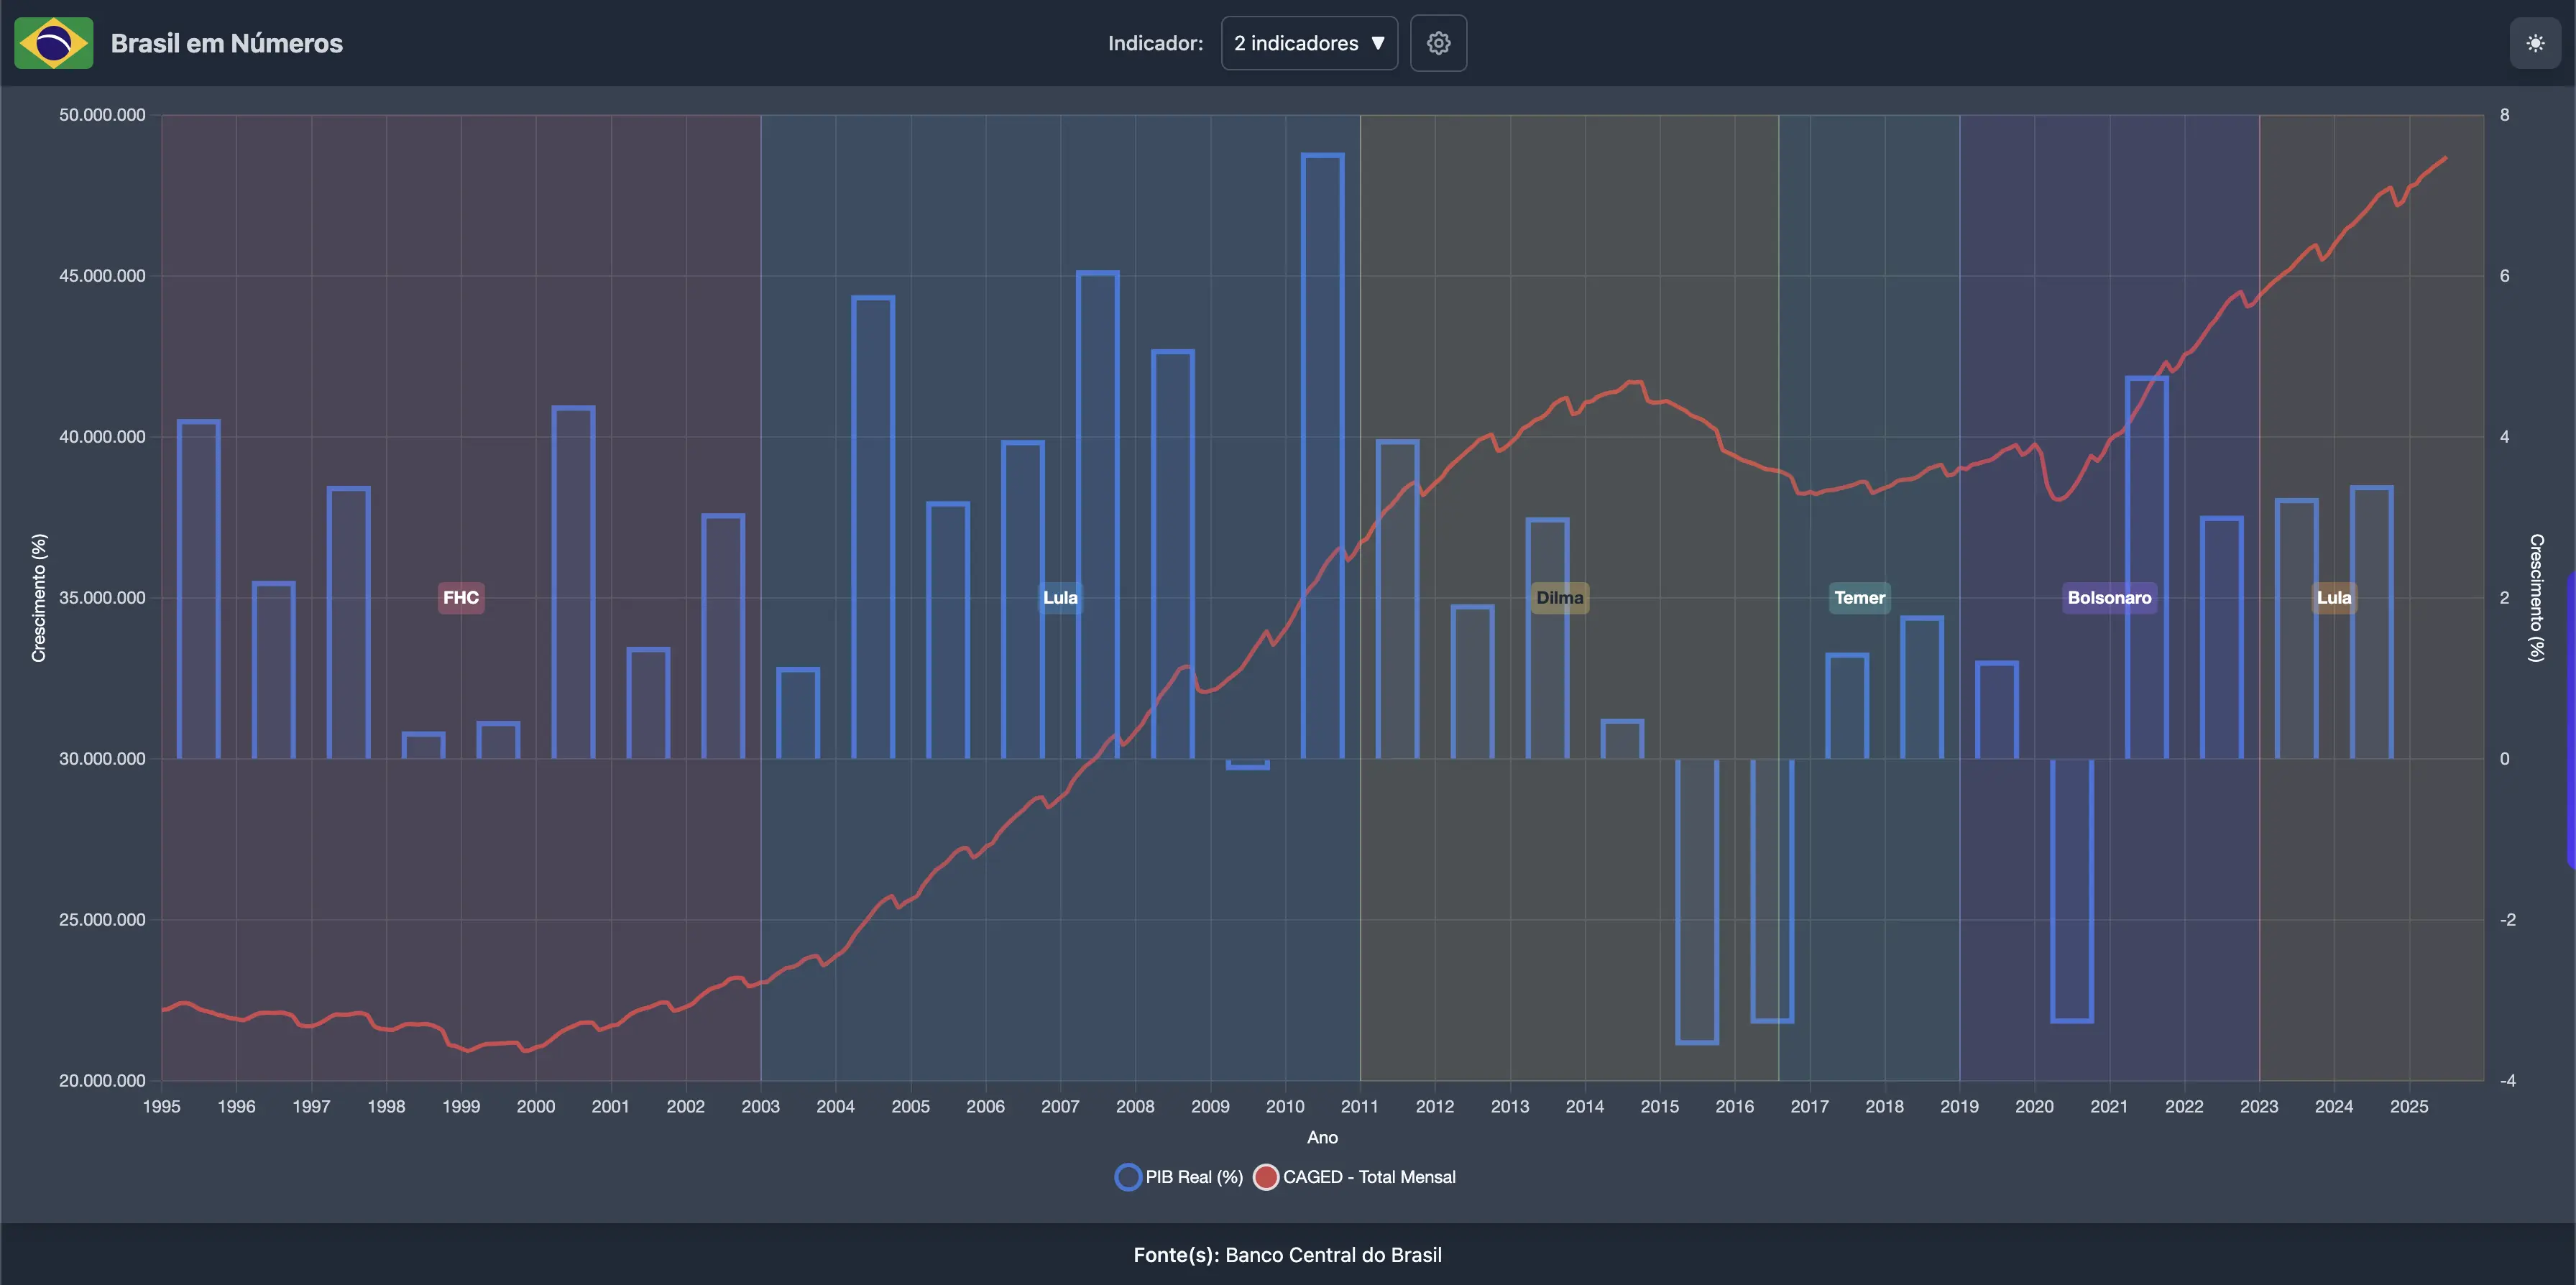 Brasil em Números
Indicador: 2 indicadores ▼
50.000.000
45.000.000
40.000.000
35.000.000
30.000.000
25.000.000
20.000.000
Crescimento (%)
8
6
4
2
0
-2
-4
Crescimento (%)
FHC
Lula
Dilma
Temer
Bolsonaro
Lula
1995 1996 1997 1998 1999 2000 2001 2002 2003 2004 2005 2006 2007 2008 2009 2010 2011 2012 2013 2014 2015 2016 2017 2018 2019 2020 2021 2022 2023 2024 2025
Ano
PIB Real (%) CAGED - Total Mensal
Fonte(s): Banco Central do Brasil